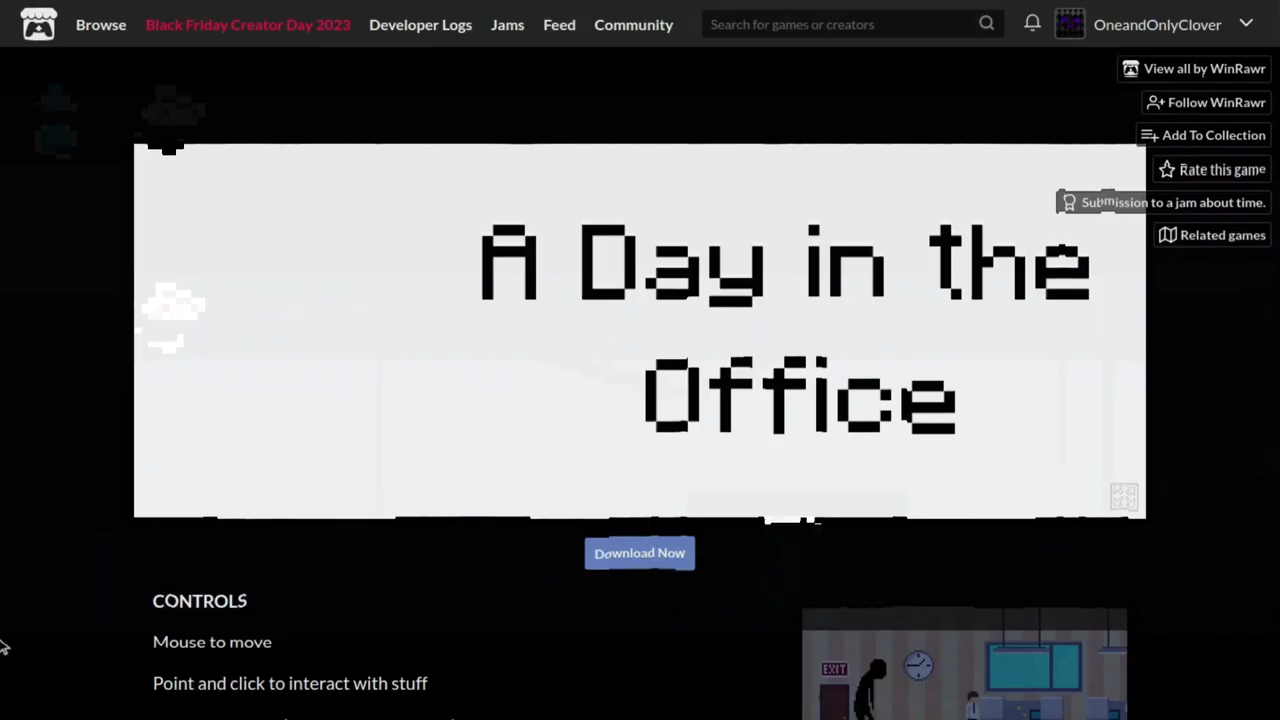 Browse Black Friday Creator Day 2023 Developer Logs Jams Feed Community Search for games or creators OneandOnlyClover
View all by WinRawr
Follow WinRawr
Add To Collection
Rate this game
Submission to a jam about time.
Related games
A Day in the
Office
Download Now
CONTROLS
Mouse to move
Point and click to interact with stuff
EXIT